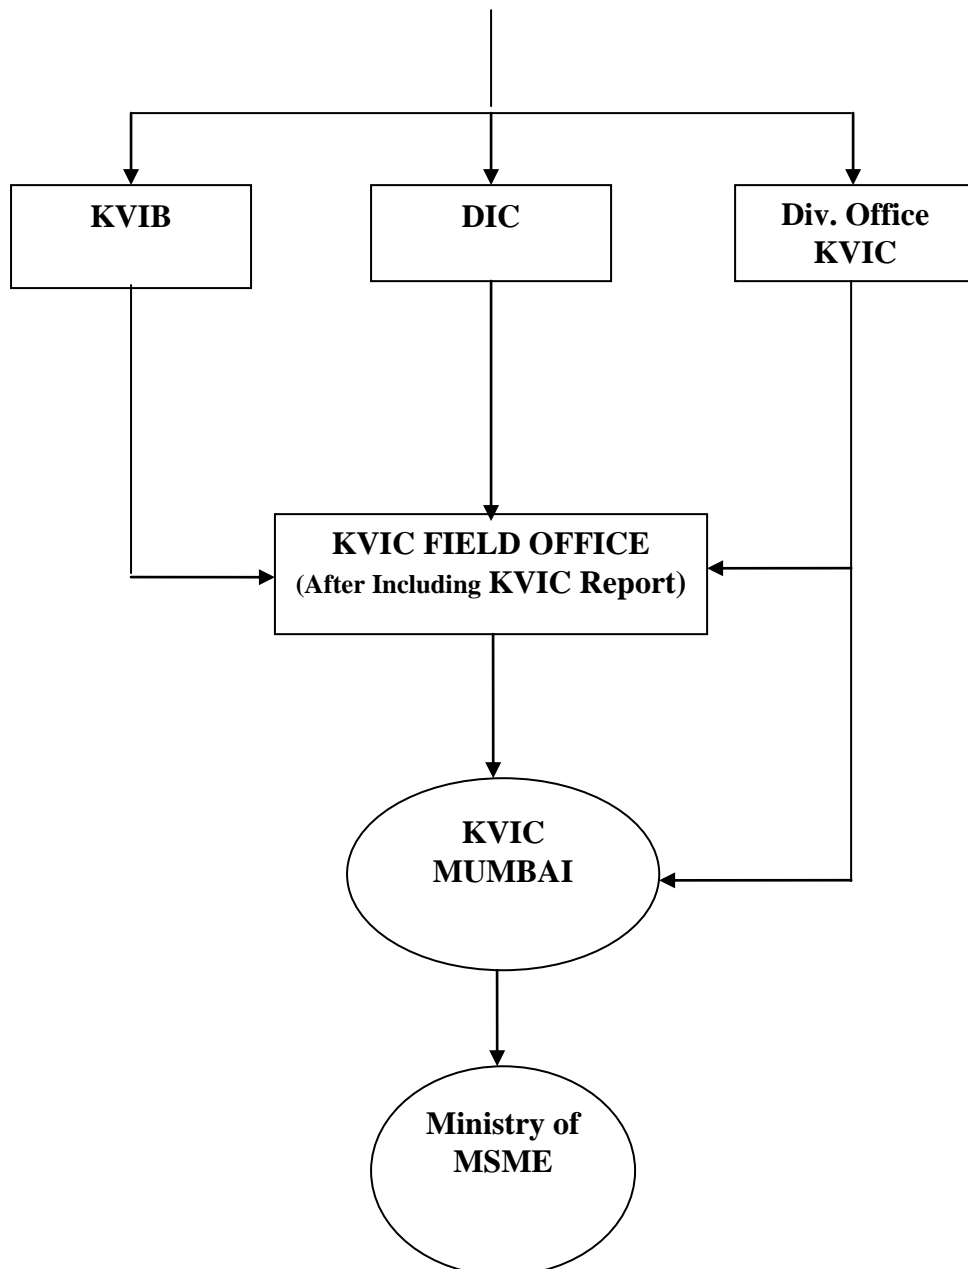 KVIB
DIC
Div. Office
KVIC
KVIC FIELD OFFICE
(After Including KVIC Report)
KVIC
MUMBAI
Ministry of
MSME